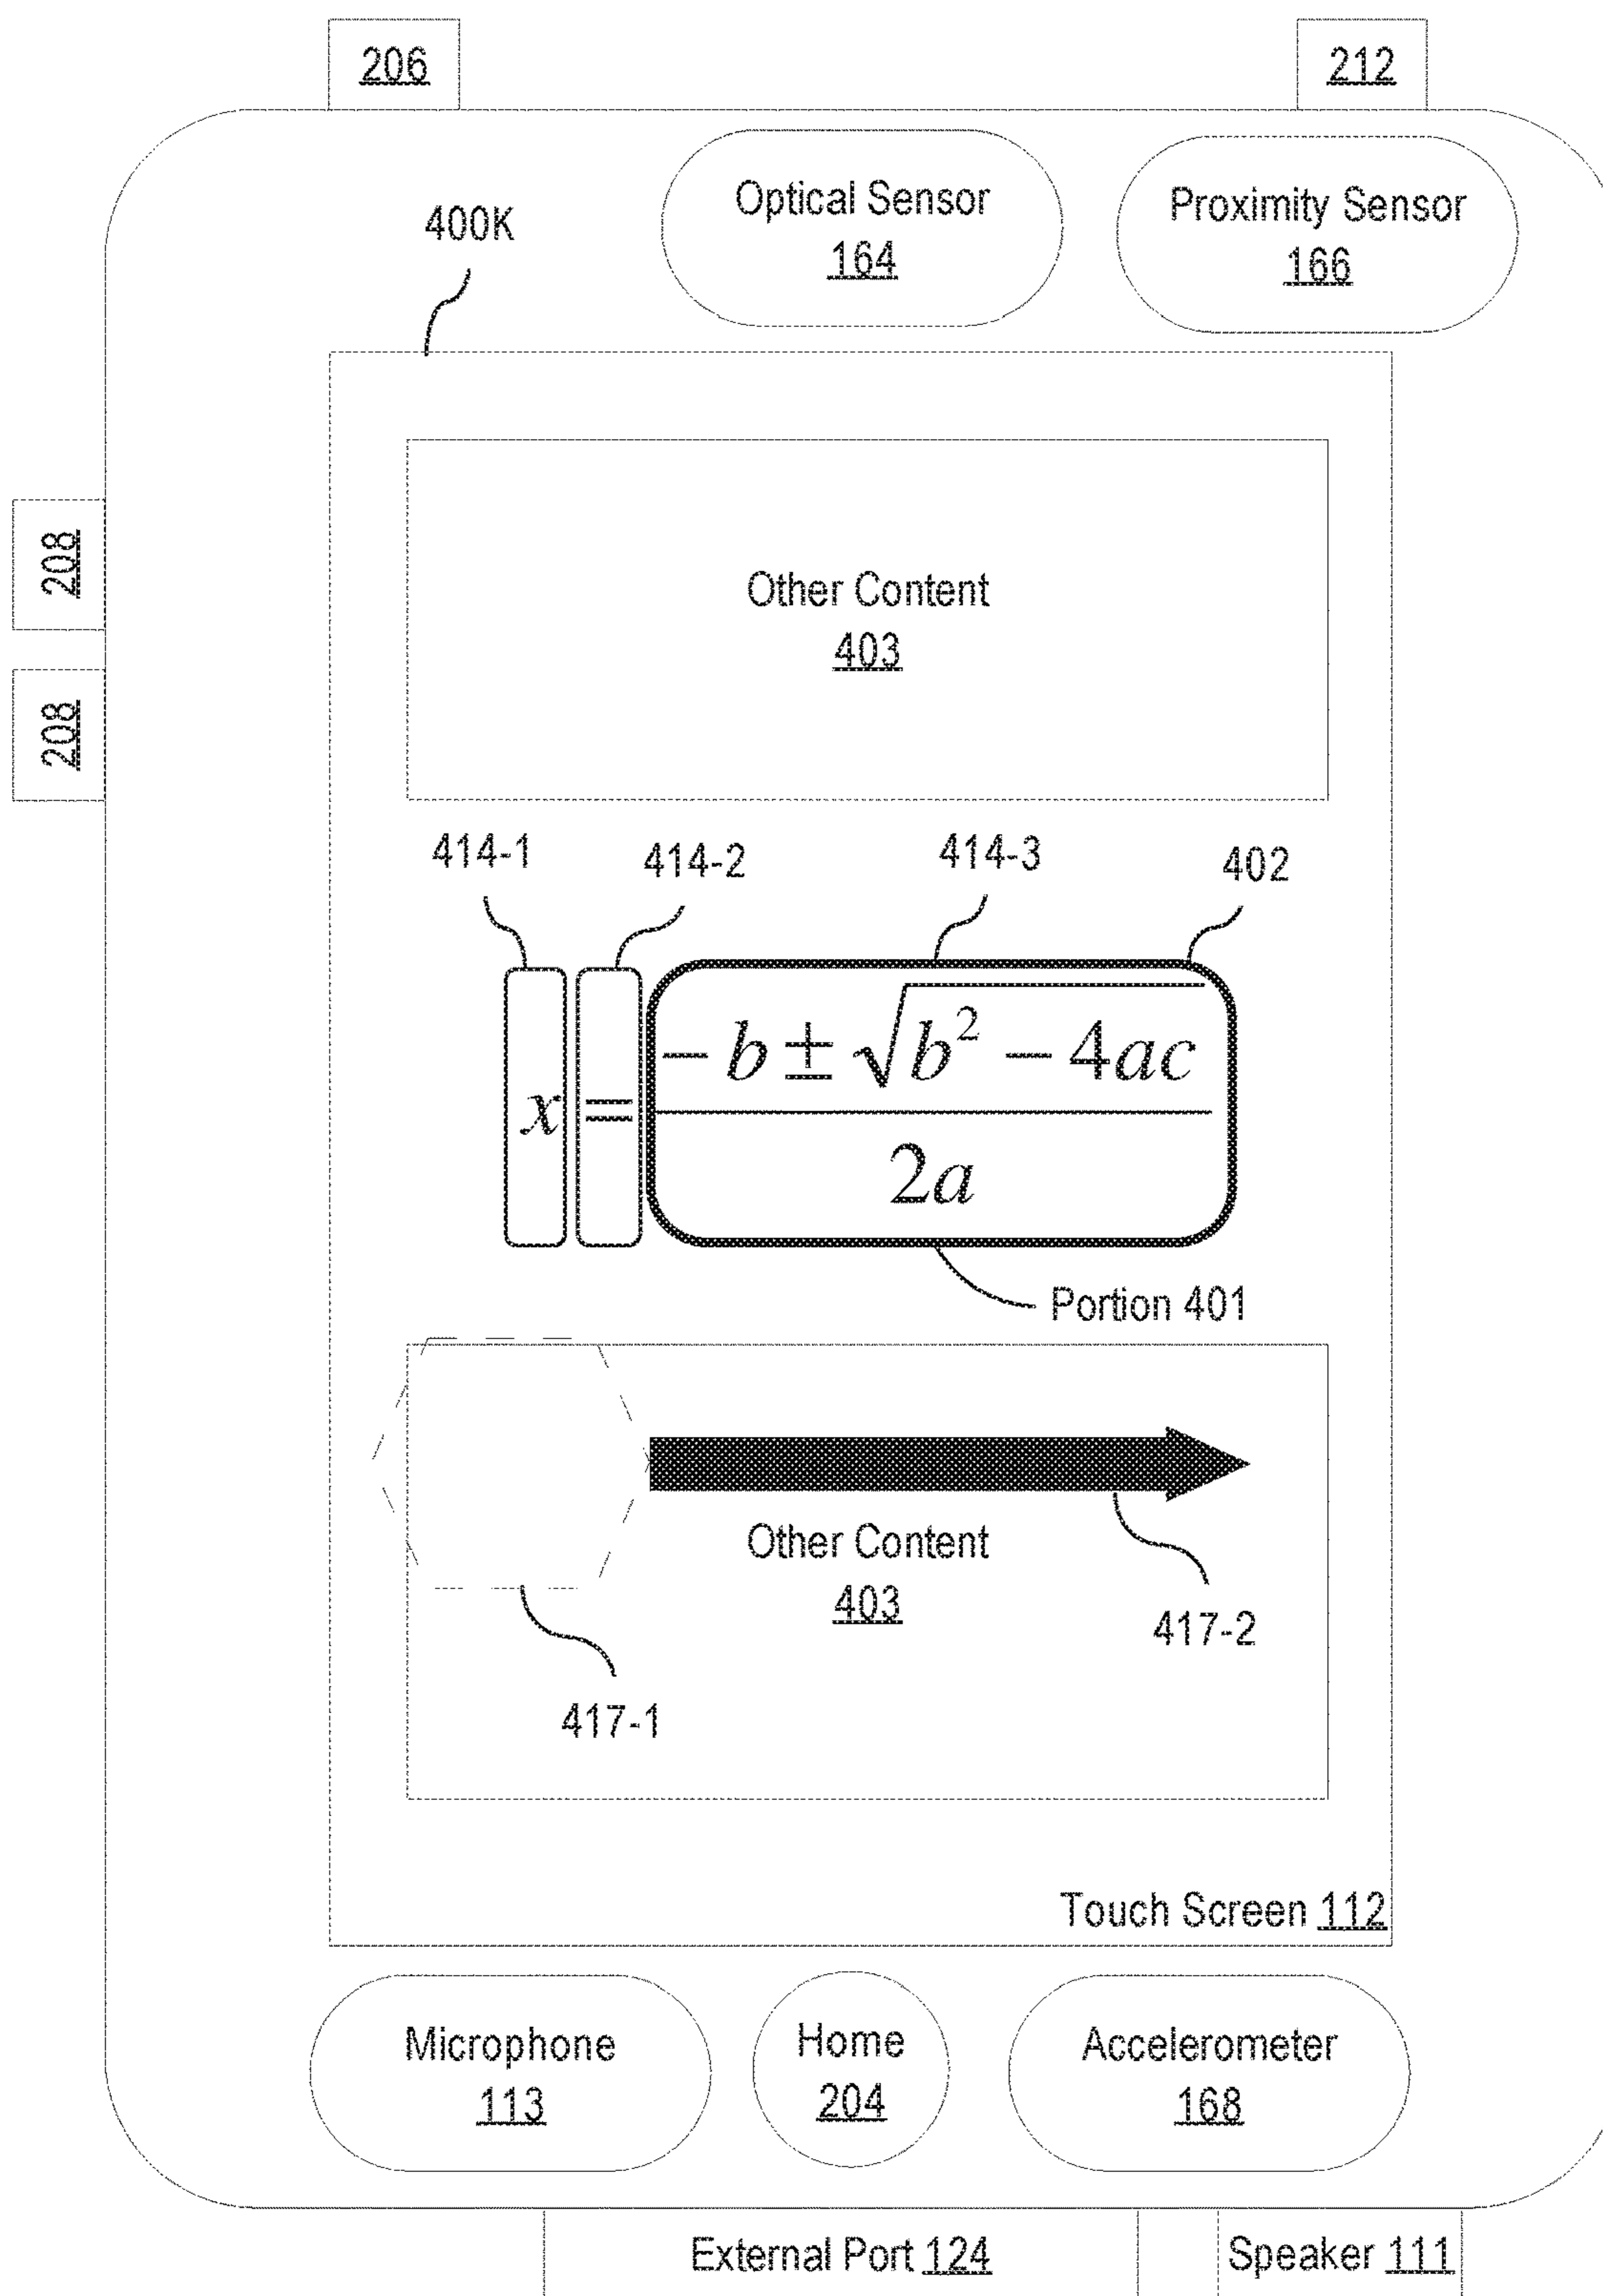 206
212
Optical Sensor
164
Proximity Sensor
166
400K
208
208
Other Content
403
414-1
414-2
414-3
402
x = −b ± √b² − 4ac
2a
Portion 401
Other Content
403
417-2
417-1
Touch Screen 112
Microphone
113
Home
204
Accelerometer
168
External Port 124
Speaker 111